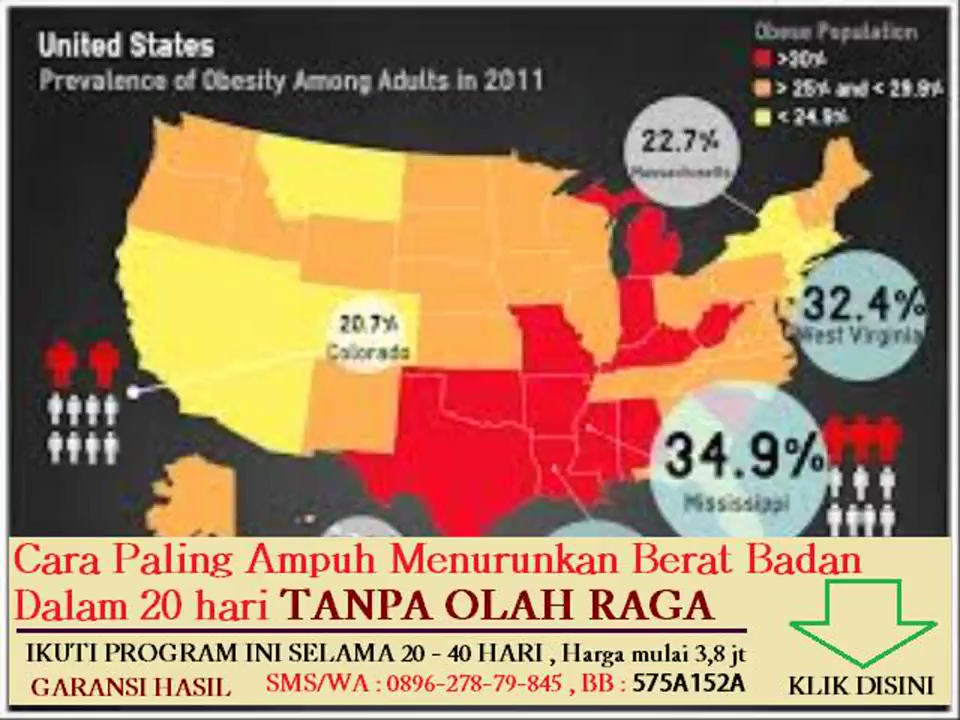 United States
Prevalence of Obesity Among Adults in 2011
Obese Population
>30%
> 25% and < 29.9%
< 24.9%
22.7%
Massachusetts
32.4%
West Virginia
20.7%
Colorado
34.9%
Mississippi
Cara Paling Ampuh Menurunkan Berat Badan
Dalam 20 hari TANPA OLAH RAGA
IKUTI PROGRAM INI SELAMA 20 - 40 HARI , Harga mulai 3,8 jt
GARANSI HASIL SMS/WA : 0896-278-79-845 , BB : 575A152A
KLIK DISINI